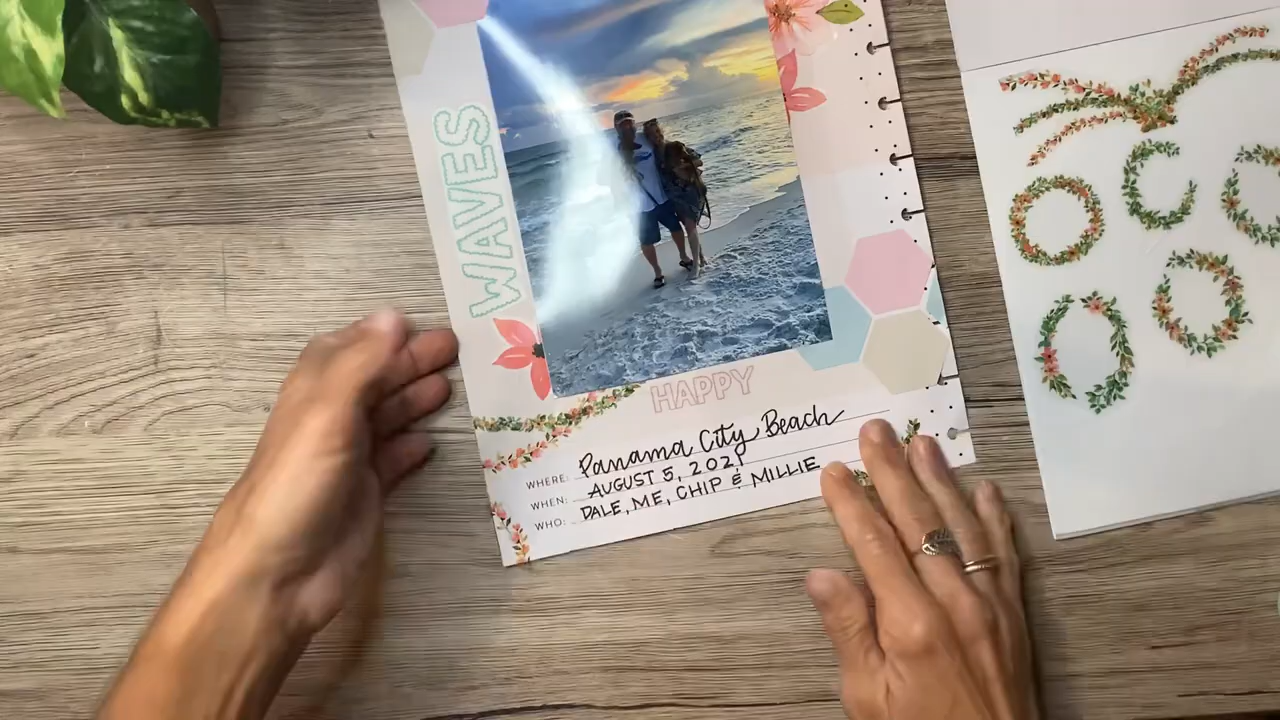 WAVES
HAPPY
WHERE: Panama City Beach
WHEN: AUGUST 5, 2021
WHO: DALE, ME, CHIP & MILLIE